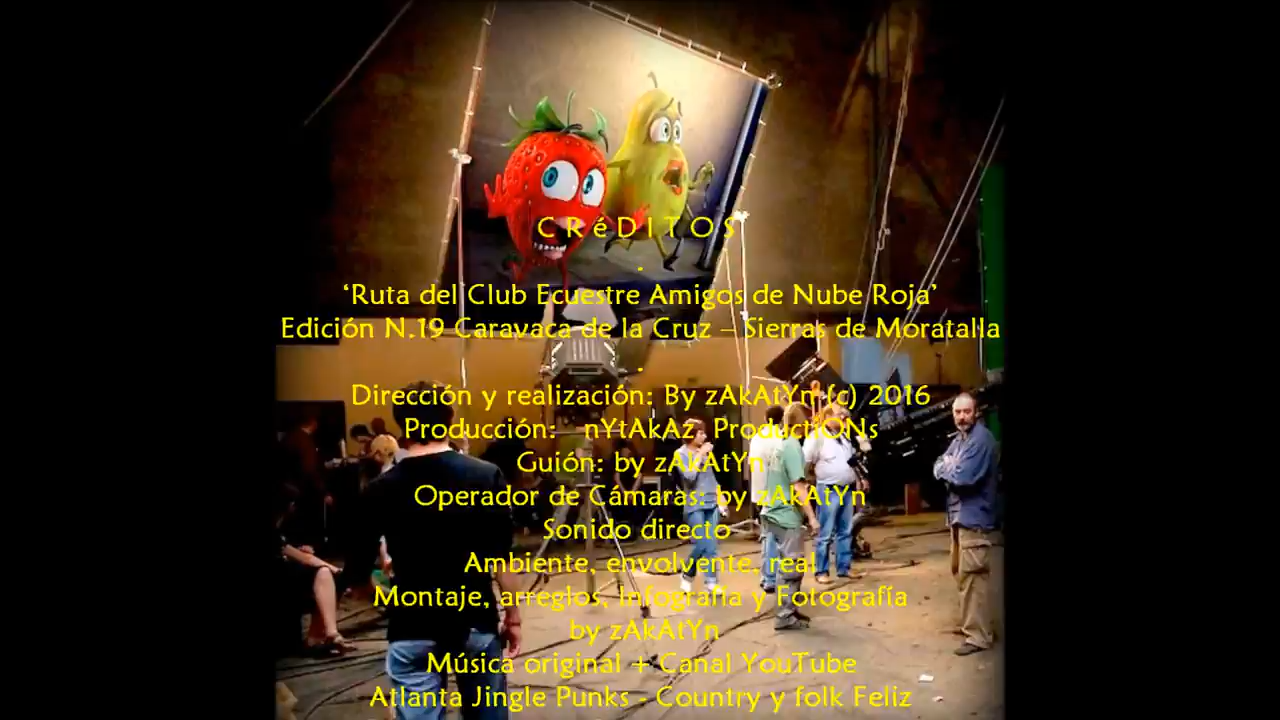 C R é D I T O S
.
‘Ruta del Club Ecuestre Amigos de Nube Roja’
Edición N.19 Caravaca de la Cruz – Sierras de Moratalla
.
Dirección y realización: By zAkAtYn (c) 2016
Producción: nYtAkAz ProductiONs
Guión: by zAkAtYn
Operador de Cámaras: by zAkAtYn
Sonido directo
Ambiente, envolvente, real
Montaje, arreglos, Infografía y Fotografía
by zAkAtYn
Música original + Canal YouTube
Atlanta Jingle Punks - Country y folk Feliz